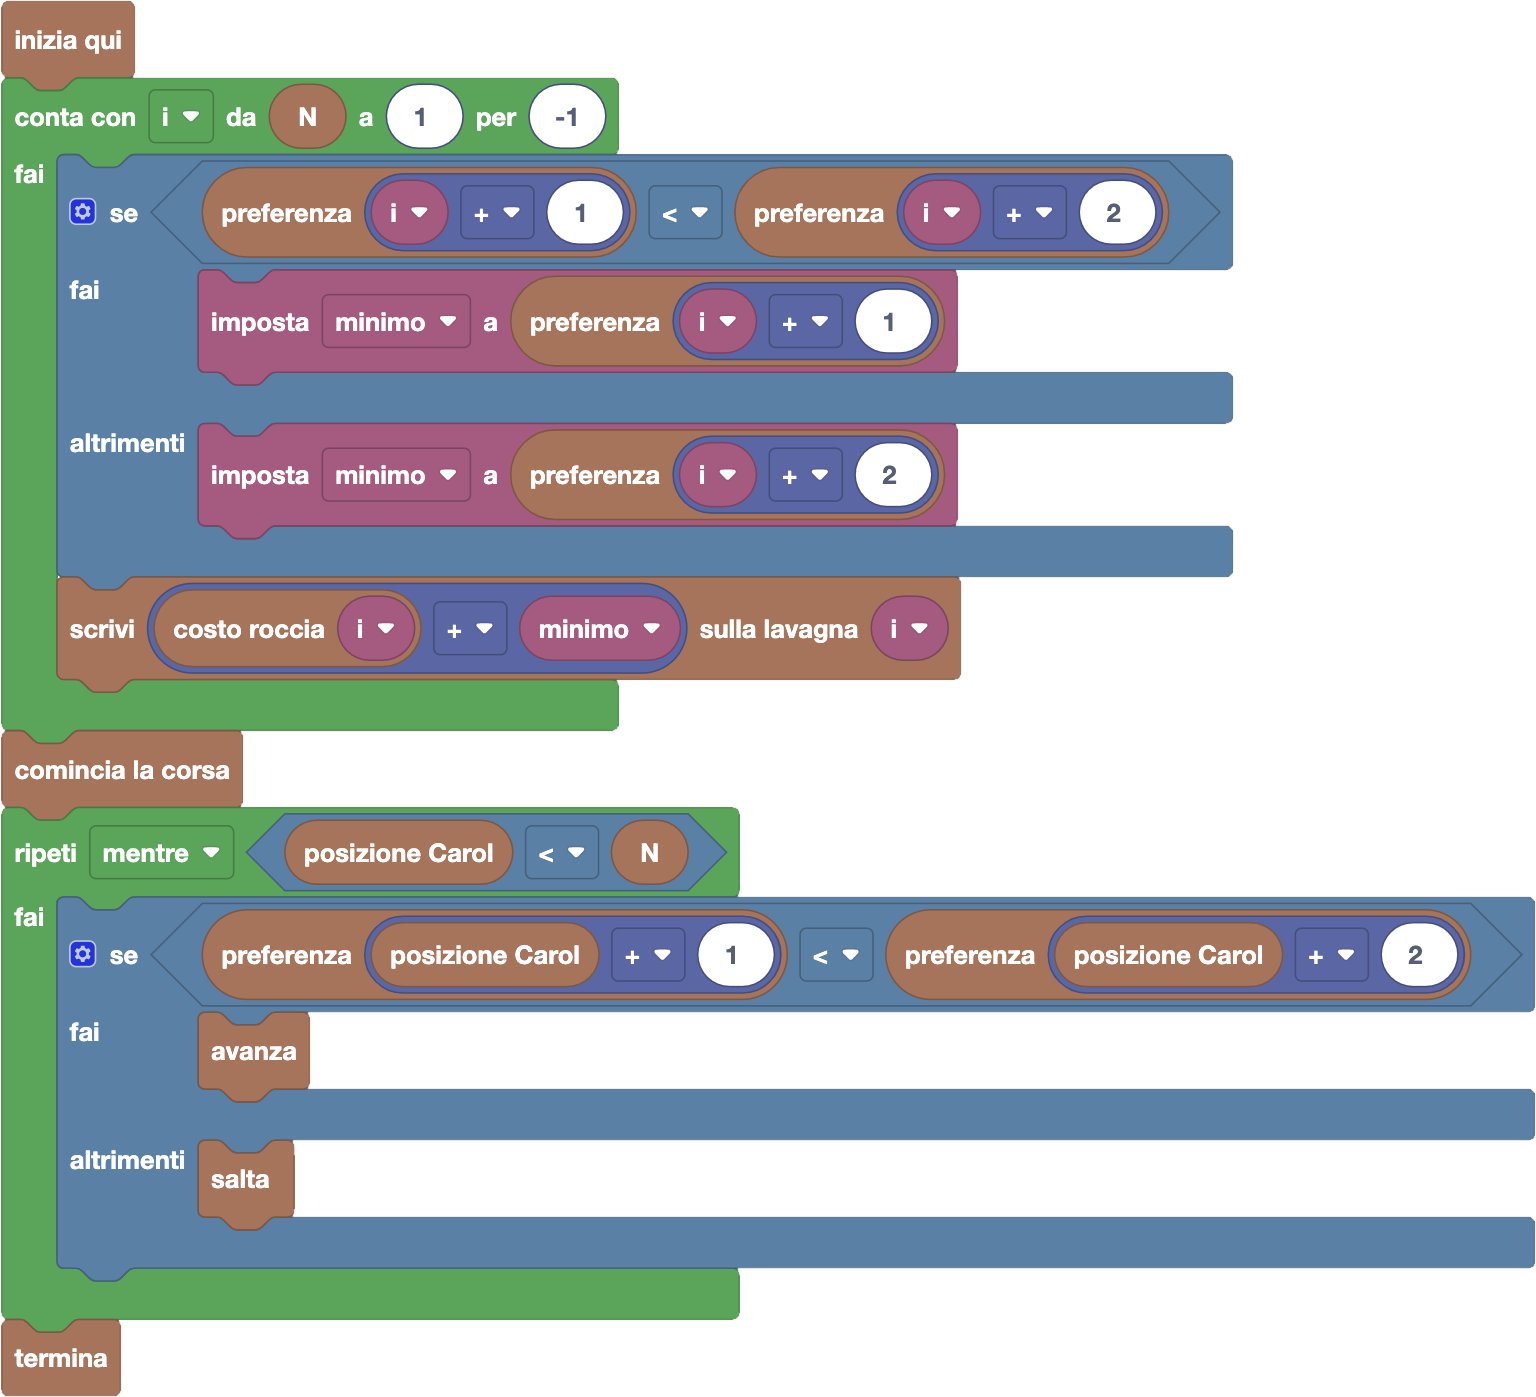 inizia qui
conta con i da N a 1 per -1
fai
se preferenza i + 1 < preferenza i + 2
fai
imposta minimo a preferenza i + 1
altrimenti
imposta minimo a preferenza i + 2
scrivi costo roccia i + minimo sulla lavagna i
comincia la corsa
ripeti mentre posizione Carol < N
fai
se preferenza posizione Carol + 1 < preferenza posizione Carol + 2
fai
avanza
altrimenti
salta
termina